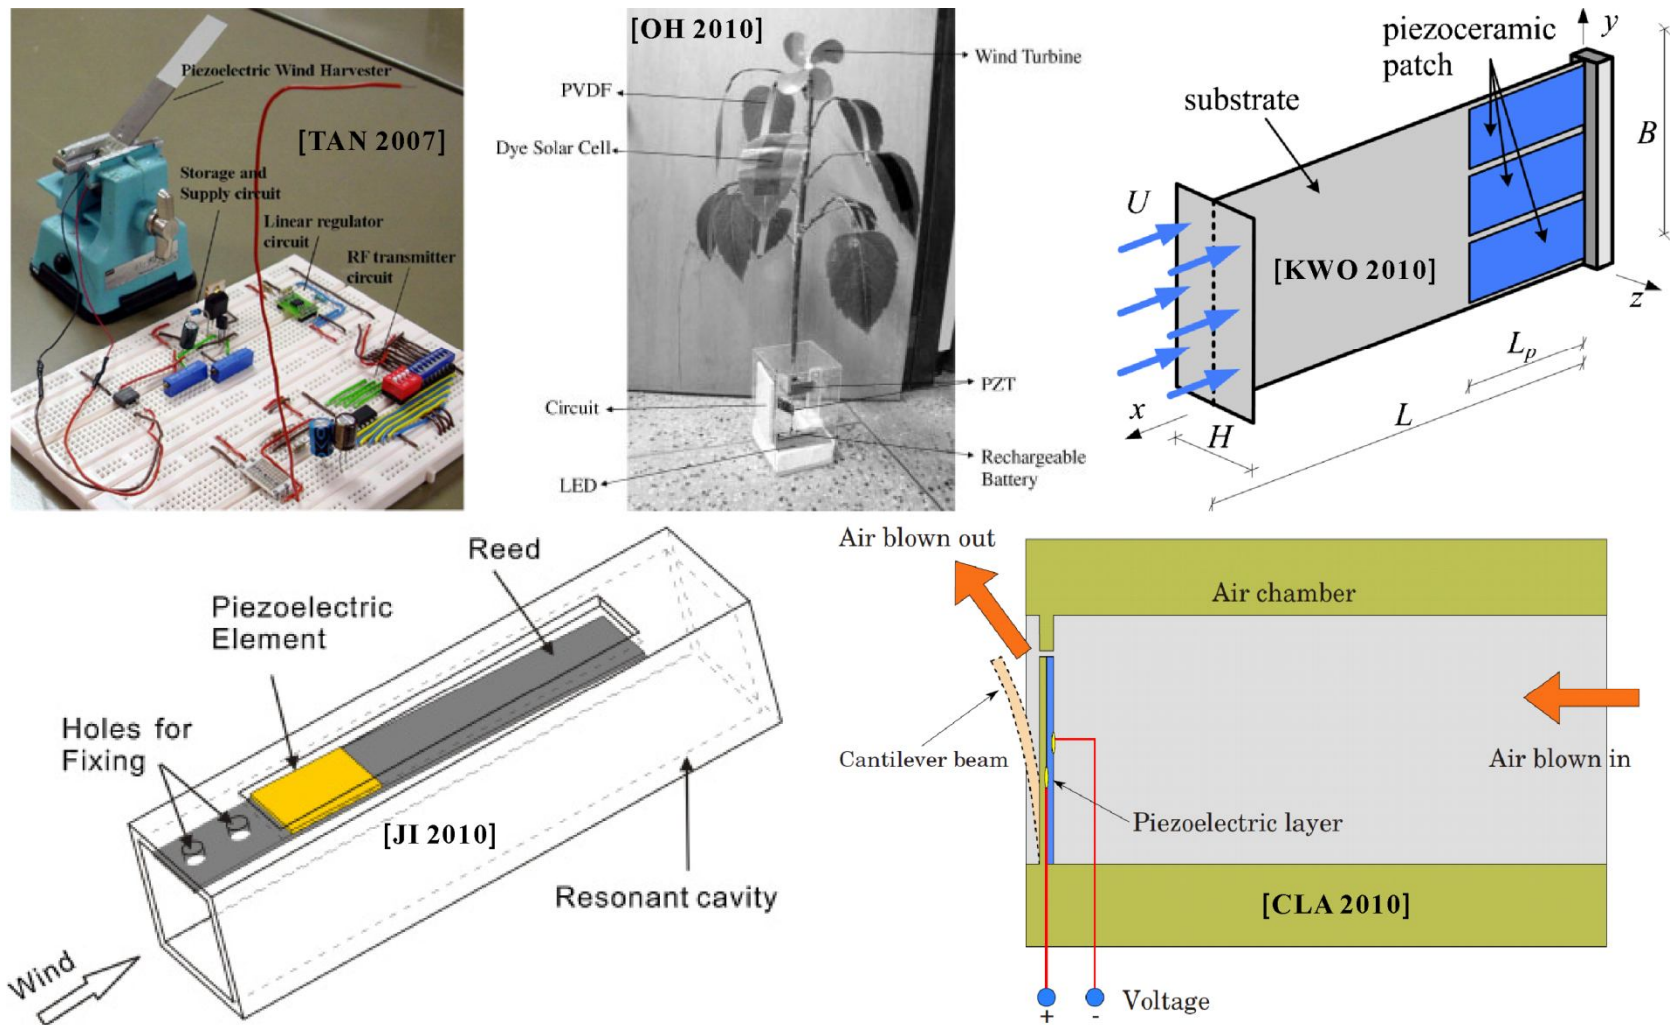 Piezoelectric Wind Harvester
[TAN 2007]
Storage and
Supply circuit
Linear regulator
circuit
RF transmitter
circuit
[OH 2010]
Wind Turbine
PVDF
Dye Solar Cell
PZT
Circuit
Rechargeable
Battery
LED
piezoceramic
patch
y
substrate
B
U
[KWO 2010]
z
L_p
x
L
H
Reed
Piezoelectric
Element
Holes for
Fixing
[JI 2010]
Resonant cavity
Wind
Air blown out
Air chamber
Cantilever beam
Air blown in
Piezoelectric layer
[CLA 2010]
Voltage
+ -